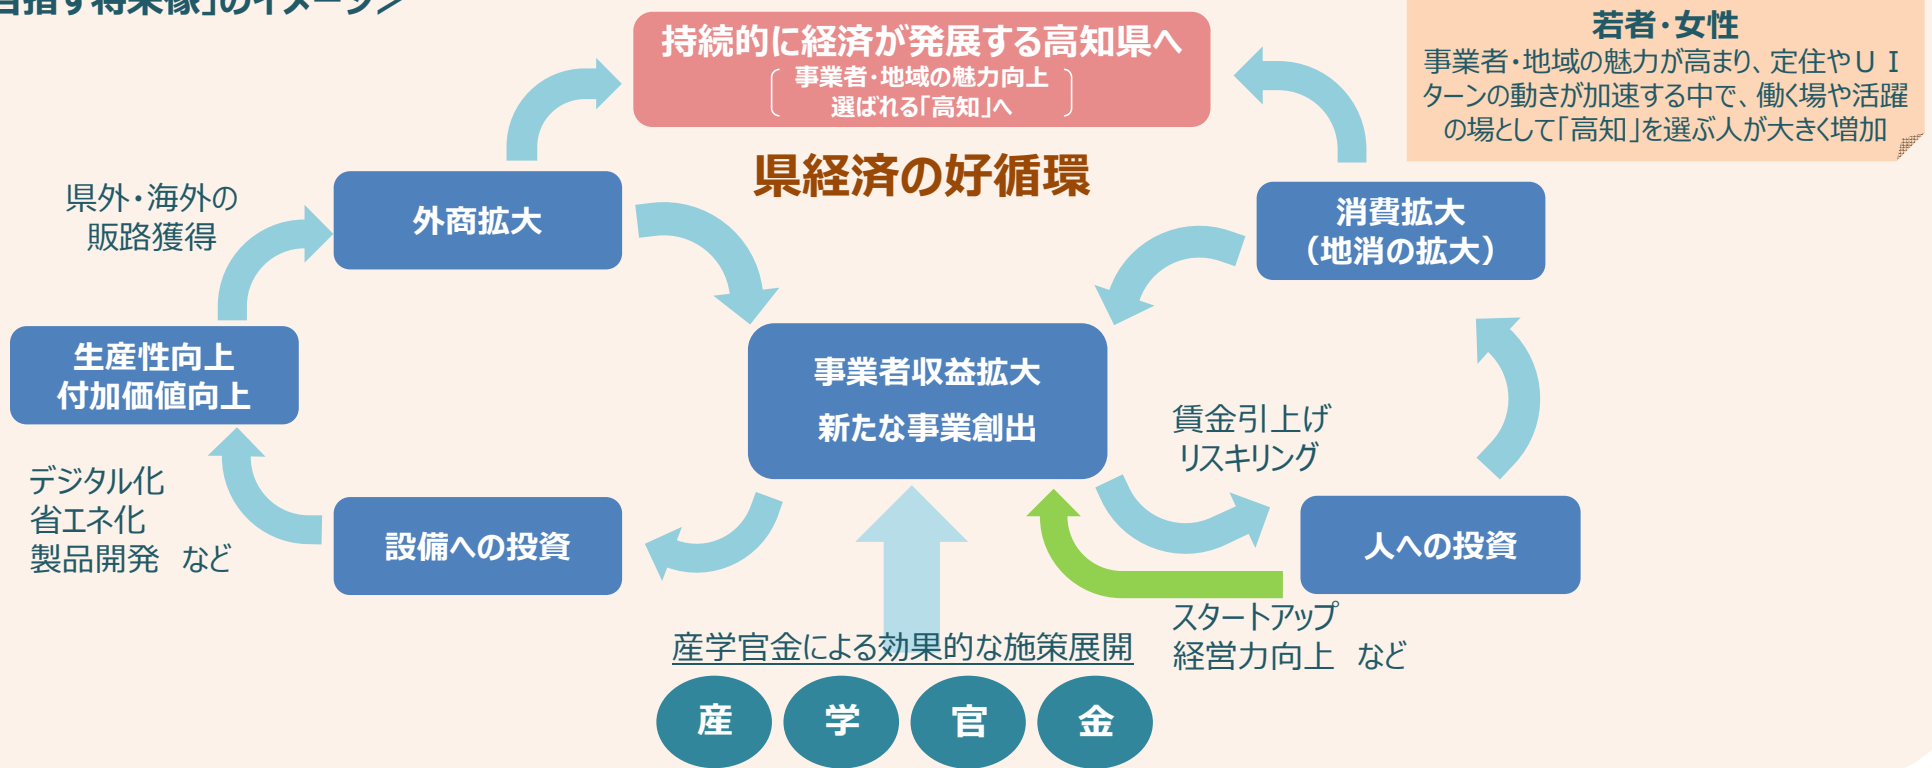 目指す将来像」のイメージ＞
持続的に経済が発展する高知県へ
事業者・地域の魅力向上
選ばれる「高知」へ
若者・女性
事業者・地域の魅力が高まり、定住やＵＩ
ターンの動きが加速する中で、働く場や活躍
の場として「高知」を選ぶ人が大きく増加
県経済の好循環
県外・海外の
販路獲得
外商拡大
消費拡大
（地消の拡大）
生産性向上
付加価値向上
事業者収益拡大
新たな事業創出
賃金引上げ
リスキリング
デジタル化
省エネ化
製品開発　など
設備への投資
人への投資
スタートアップ
経営力向上　など
産学官金による効果的な施策展開
産　学　官　金